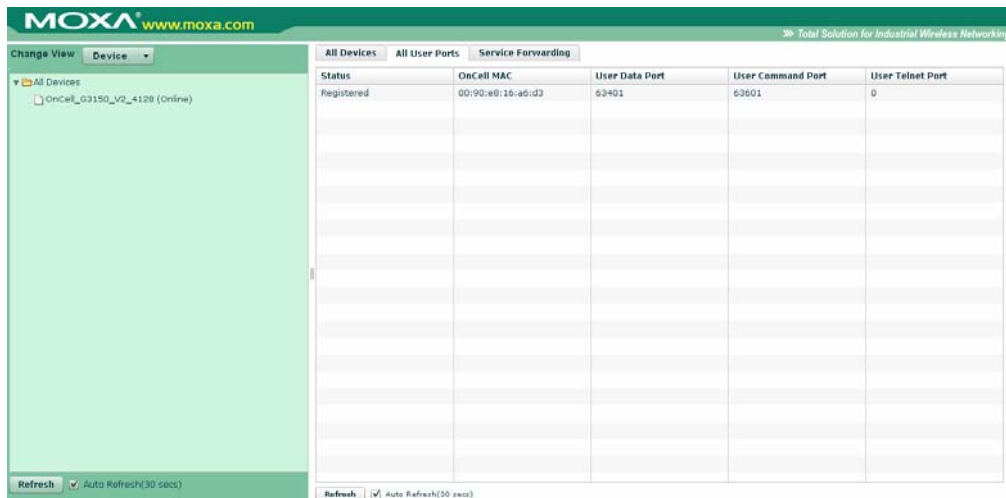 MOXA® www.moxa.com
Total Solution for Industrial Wireless Networking
Change View Device
All Devices
OnCell_G3150_V2_4128 (Online)
Refresh Auto Refresh(30 secs)
All Devices All User Ports Service Forwarding
Status OnCell MAC User Data Port User Command Port User Telnet Port
Registered 00:90:e8:16:a6:d3 63401 63601 0
Refresh Auto Refresh(30 secs)